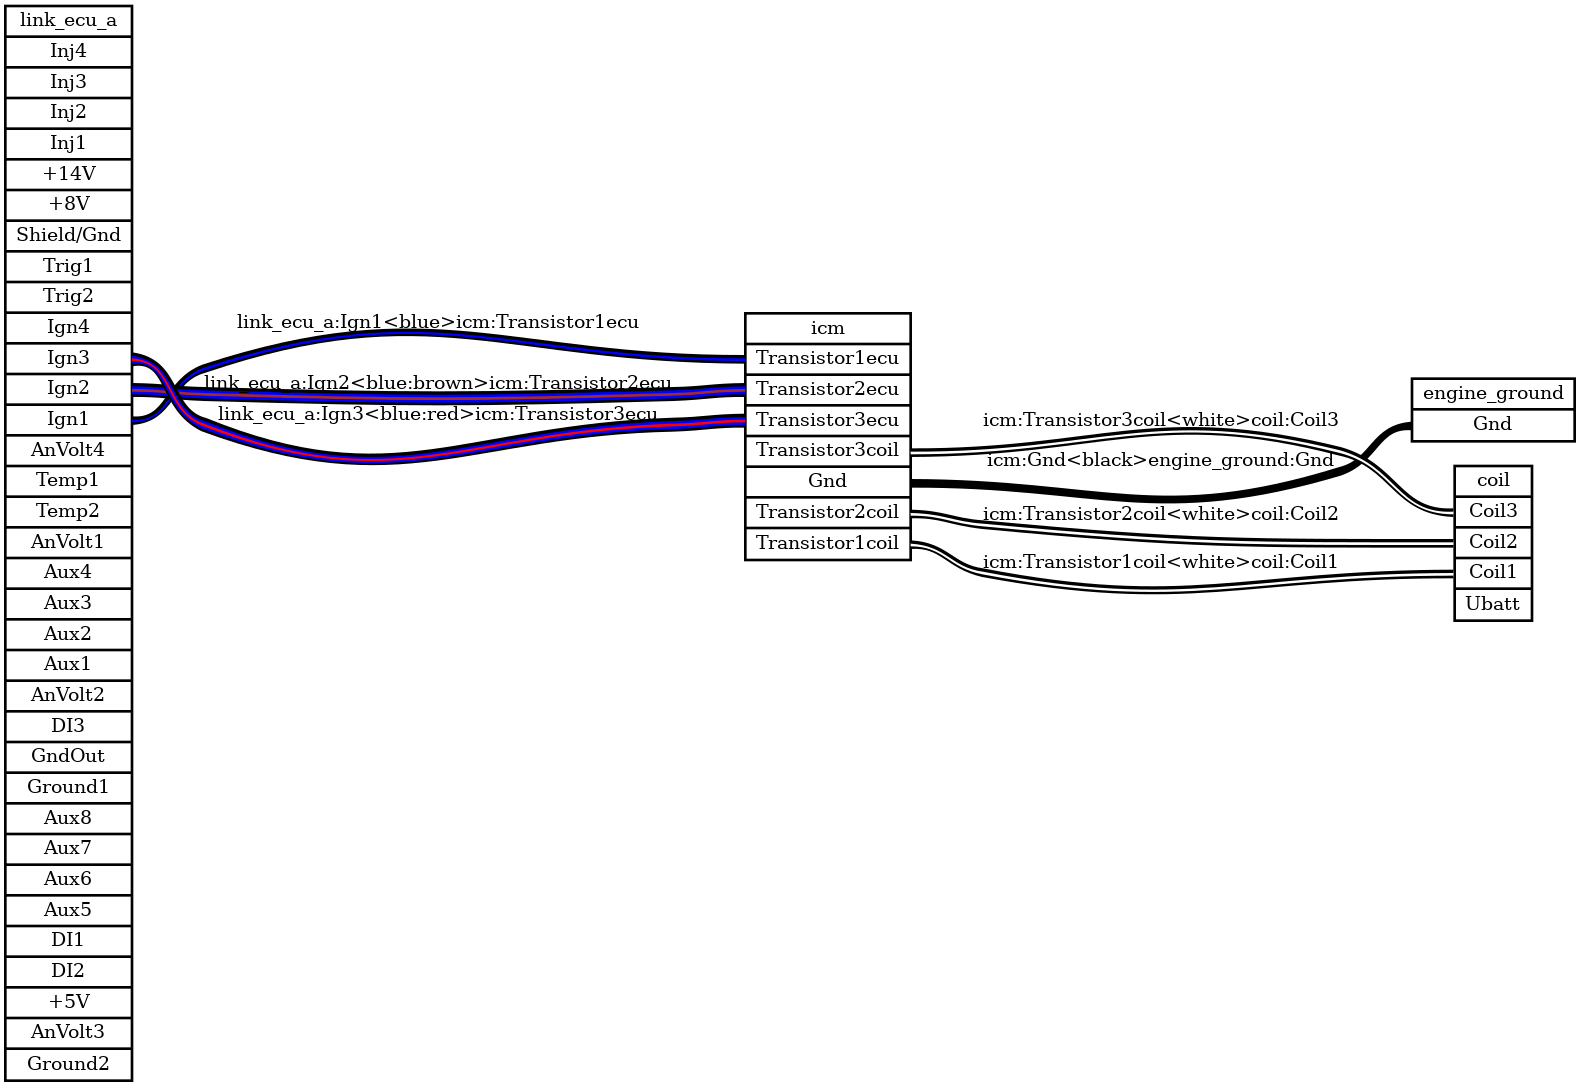 link_ecu_a
Inj4
Inj3
Inj2
Inj1
+14V
+8V
Shield/Gnd
Trig1
Trig2
Ign4
Ign3
Ign2
Ign1
AnVolt4
Temp1
Temp2
AnVolt1
Aux4
Aux3
Aux2
Aux1
AnVolt2
DI3
GndOut
Ground1
Aux8
Aux7
Aux6
Aux5
DI1
DI2
+5V
AnVolt3
Ground2
link_ecu_a:Ign1<blue>icm:Transistor1ecu
link_ecu_a:Ign2<blue:brown>icm:Transistor2ecu
link_ecu_a:Ign3<blue:red>icm:Transistor3ecu
icm
Transistor1ecu
Transistor2ecu
Transistor3ecu
Transistor3coil
Gnd
Transistor2coil
Transistor1coil
icm:Transistor3coil<white>coil:Coil3
icm:Gnd<black>engine_ground:Gnd
icm:Transistor2coil<white>coil:Coil2
icm:Transistor1coil<white>coil:Coil1
engine_ground
Gnd
coil
Coil3
Coil2
Coil1
Ubatt